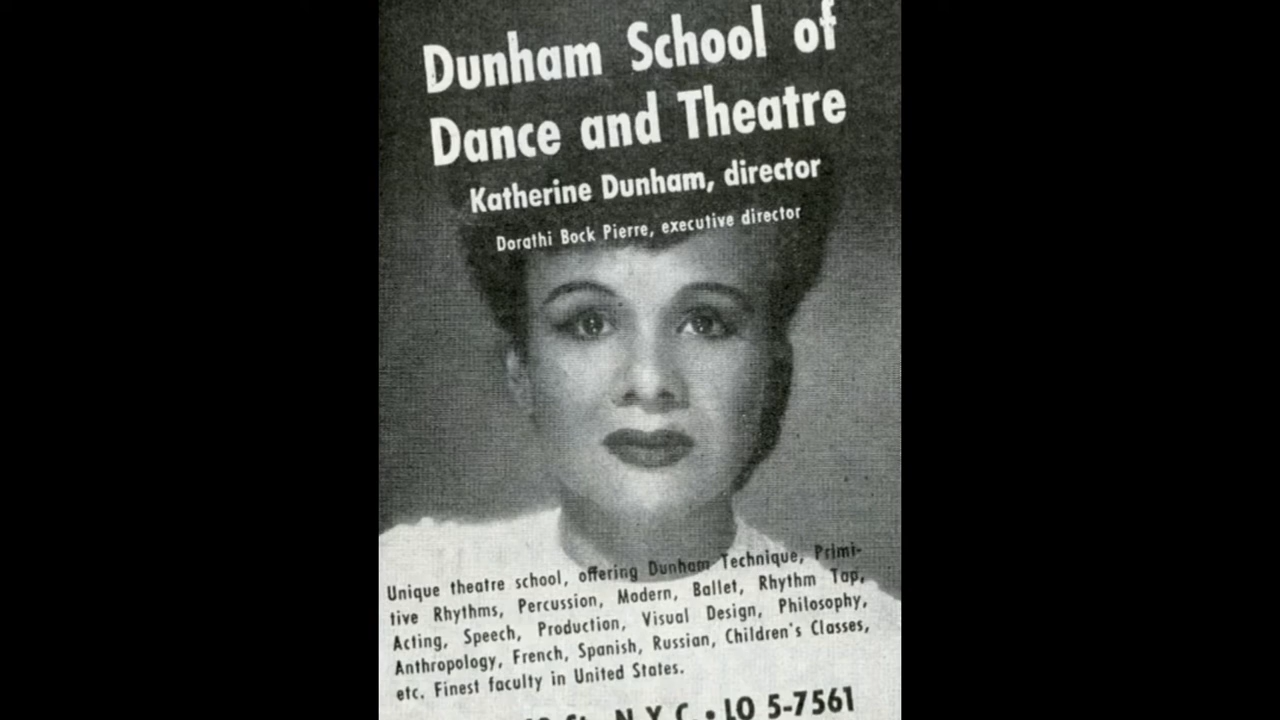 Dunham School of
Dance and Theatre
Katherine Dunham, director
Dorathi Bock Pierre, executive director
Unique theatre school, offering Dunham Technique, Primi-
tive Rhythms, Percussion, Modern, Ballet, Rhythm Tap,
Acting, Speech, Production, Visual Design, Philosophy,
Anthropology, French, Spanish, Russian, Children's Classes,
etc. Finest faculty in United States.
St., N.Y.C. • LO 5-7561